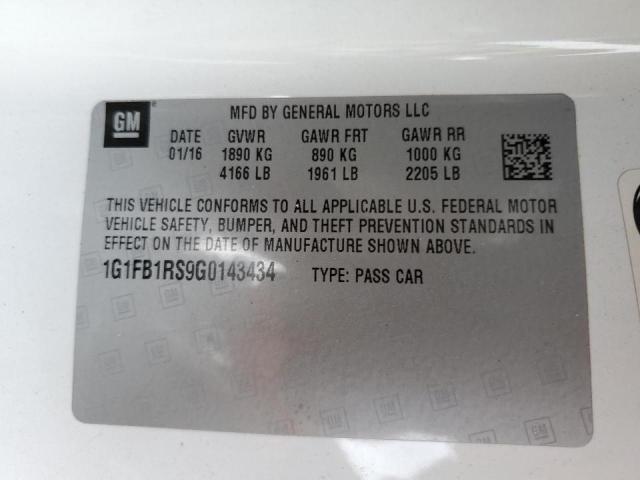 GM ®
MFD BY GENERAL MOTORS LLC
DATE GVWR GAWR FRT GAWR RR
01/16 1890 KG 890 KG 1000 KG
4166 LB 1961 LB 2205 LB
THIS VEHICLE CONFORMS TO ALL APPLICABLE U.S. FEDERAL MOTOR
VEHICLE SAFETY, BUMPER, AND THEFT PREVENTION STANDARDS IN
EFFECT ON THE DATE OF MANUFACTURE SHOWN ABOVE.
1G1FB1RS9G0143434 TYPE: PASS CAR